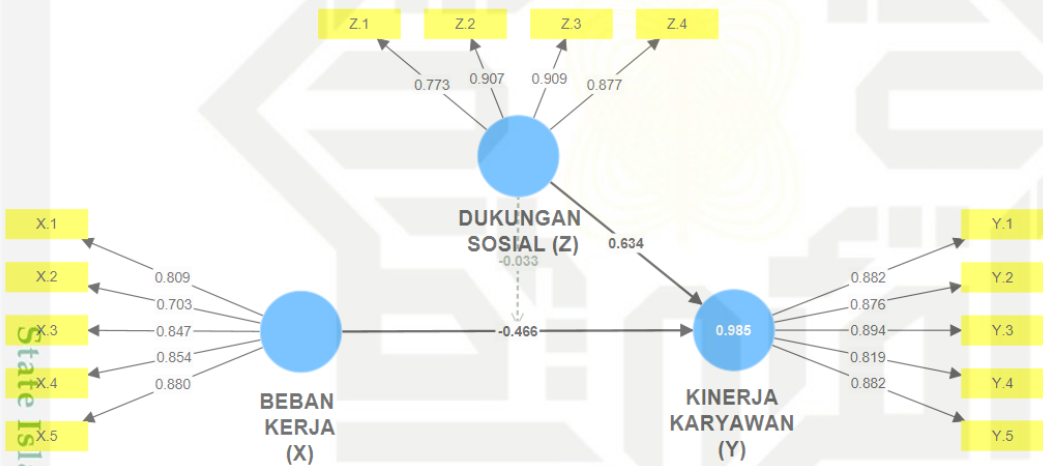 Z.1
Z.2
Z.3
Z.4
0.773
0.907
0.909
0.877
DUKUNGAN
SOSIAL (Z)
-0.033
0.634
X.1
X.2
X.3
X.4
X.5
0.809
0.703
0.847
0.854
0.880
BEBAN
KERJA
(X)
-0.466
0.985
KINERJA
KARYAWAN
(Y)
0.882
0.876
0.894
0.819
0.882
Y.1
Y.2
Y.3
Y.4
Y.5
State Isla